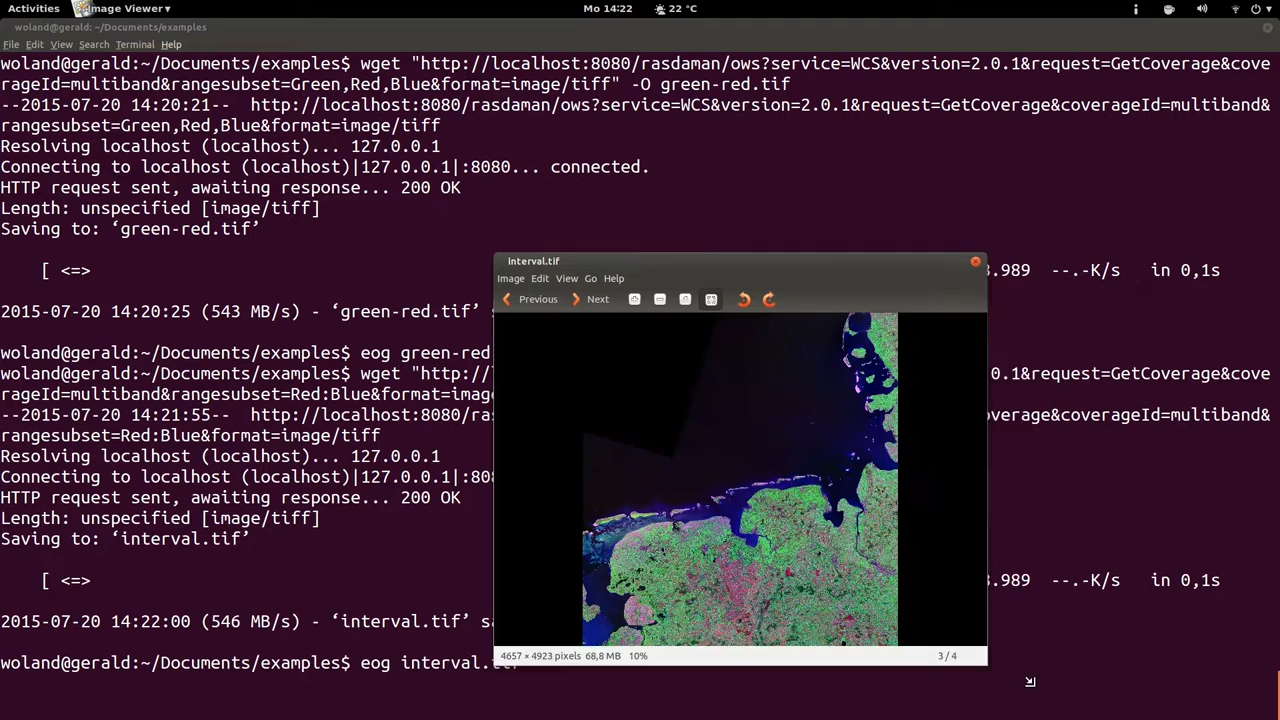 Activities Image Viewer ▾ Mo 14:22 22 °C
woland@gerald: ~/Documents/examples
File Edit View Search Terminal Help
woland@gerald:~/Documents/examples$ wget "http://localhost:8080/rasdaman/ows?service=WCS&version=2.0.1&request=GetCoverage&cove
rageId=multiband&rangesubset=Green,Red,Blue&format=image/tiff" -O green-red.tif
--2015-07-20 14:20:21-- http://localhost:8080/rasdaman/ows?service=WCS&version=2.0.1&request=GetCoverage&coverageId=multiband&
rangesubset=Green,Red,Blue&format=image/tiff
Resolving localhost (localhost)... 127.0.0.1
Connecting to localhost (localhost)|127.0.0.1|:8080... connected.
HTTP request sent, awaiting response... 200 OK
Length: unspecified [image/tiff]
Saving to: ‘green-red.tif’
[ <=> .989 --.-K/s in 0,1s
2015-07-20 14:20:25 (543 MB/s) - ‘green-red.tif’
woland@gerald:~/Documents/examples$ eog green-red
woland@gerald:~/Documents/examples$ wget "http:// 0.1&request=GetCoverage&cove
rageId=multiband&rangesubset=Red:Blue&format=image
--2015-07-20 14:21:55-- http://localhost:8080/ras overage&coverageId=multiband&
rangesubset=Red:Blue&format=image/tiff
Resolving localhost (localhost)... 127.0.0.1
Connecting to localhost (localhost)|127.0.0.1|:80
HTTP request sent, awaiting response... 200 OK
Length: unspecified [image/tiff]
Saving to: ‘interval.tif’
[ <=> .989 --.-K/s in 0,1s
2015-07-20 14:22:00 (546 MB/s) - ‘interval.tif’ s
woland@gerald:~/Documents/examples$ eog interval.
Interval.tif
Image Edit View Go Help
Previous Next
4657 × 4923 pixels 68,8 MB 10% 3 / 4